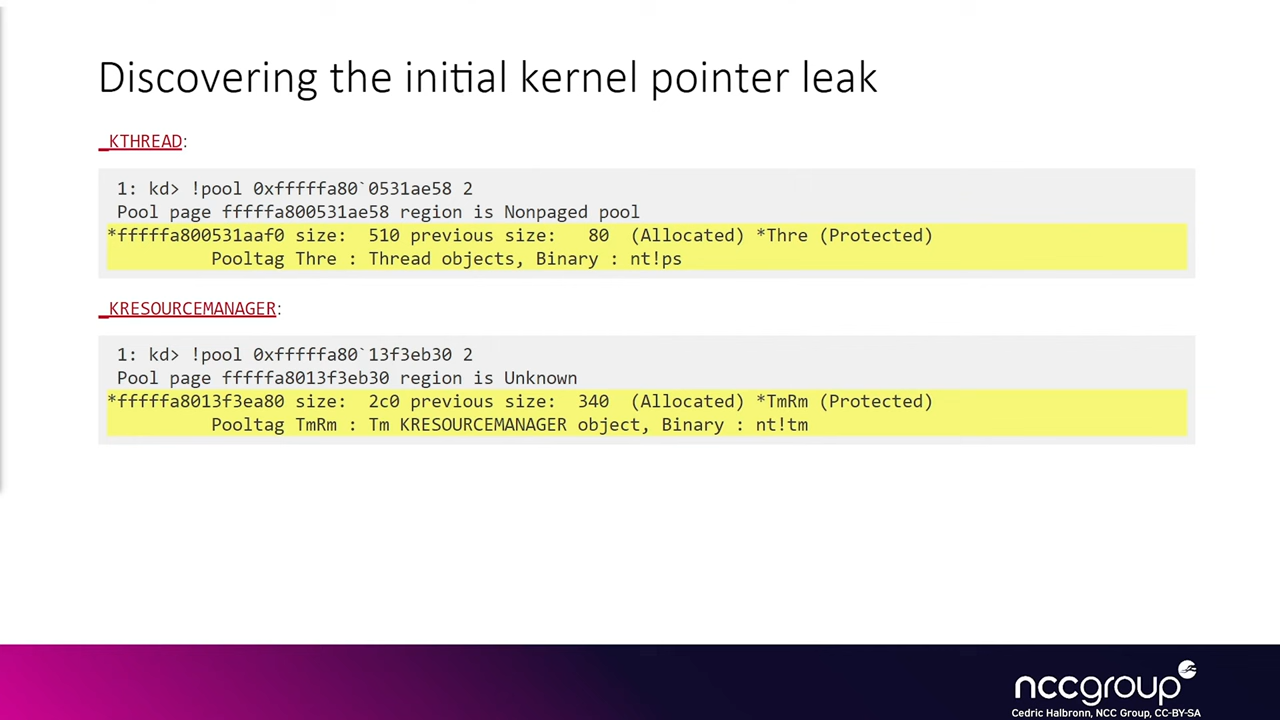 Discovering the initial kernel pointer leak
_KTHREAD:
1: kd> !pool 0xfffffa80`0531ae58 2
Pool page fffffa800531ae58 region is Nonpaged pool
*fffffa800531aaf0 size:  510 previous size:   80  (Allocated) *Thre (Protected)
Pooltag Thre : Thread objects, Binary : nt!ps
_KRESOURCEMANAGER:
1: kd> !pool 0xfffffa80`13f3eb30 2
Pool page fffffa8013f3eb30 region is Unknown
*fffffa8013f3ea80 size:  2c0 previous size:  340  (Allocated) *TmRm (Protected)
Pooltag TmRm : Tm KRESOURCEMANAGER object, Binary : nt!tm
nccgroup
Cedric Halbronn, NCC Group, CC-BY-SA